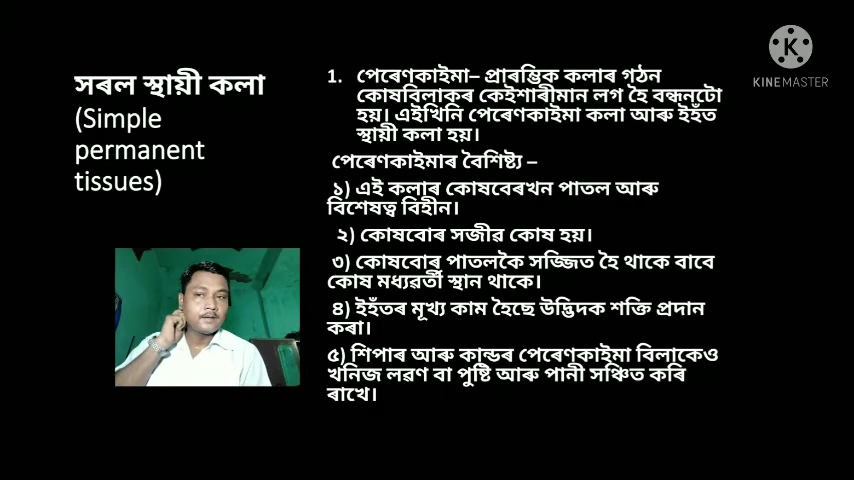 সৰল স্থায়ী কলা
(Simple
permanent
tissues)
1. পেৰেণকাইমা– প্ৰাৰম্ভিক কলাৰ গঠন
কোষবিলাকৰ কেইশাৰীমান লগ হৈ বন্ধনটো
হয়। এইখিনি পেৰেণকাইমা কলা আৰু ইহঁত
স্থায়ী কলা হয়।
পেৰেণকাইমাৰ বৈশিষ্ট্য –
১) এই কলাৰ কোষবেৰখন পাতল আৰু
বিশেষত্ব বিহীন।
২) কোষবোৰ সজীৱ কোষ হয়।
৩) কোষবোৰ পাতলকৈ সজ্জিত হৈ থাকে বাবে
কোষ মধ্যৱৰ্তী স্থান থাকে।
৪) ইহঁতৰ মূখ্য কাম হৈছে উদ্ভিদক শক্তি প্ৰদান
কৰা।
৫) শিপাৰ আৰু কান্ডৰ পেৰেণকাইমা বিলাকেও
খনিজ লৱণ বা পুষ্টি আৰু পানী সঞ্চিত কৰি
ৰাখে।
K
KINEMASTER